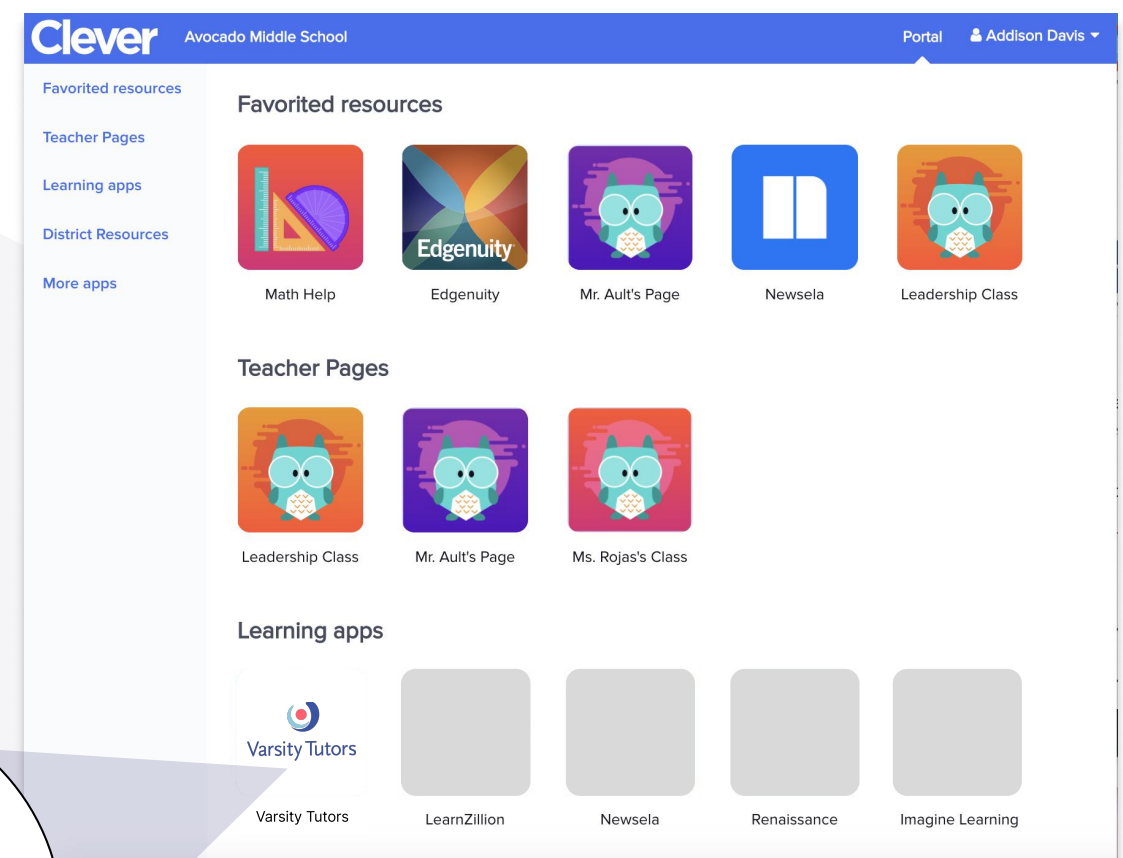 Clever Avocado Middle School Portal Addison Davis
Favorited resources
Teacher Pages
Learning apps
District Resources
More apps
Favorited resources
Edgenuity
Math Help Edgenuity Mr. Ault's Page Newsela Leadership Class
Teacher Pages
Leadership Class Mr. Ault's Page Ms. Rojas's Class
Learning apps
Varsity Tutors
Varsity Tutors LearnZillion Newsela Renaissance Imagine Learning